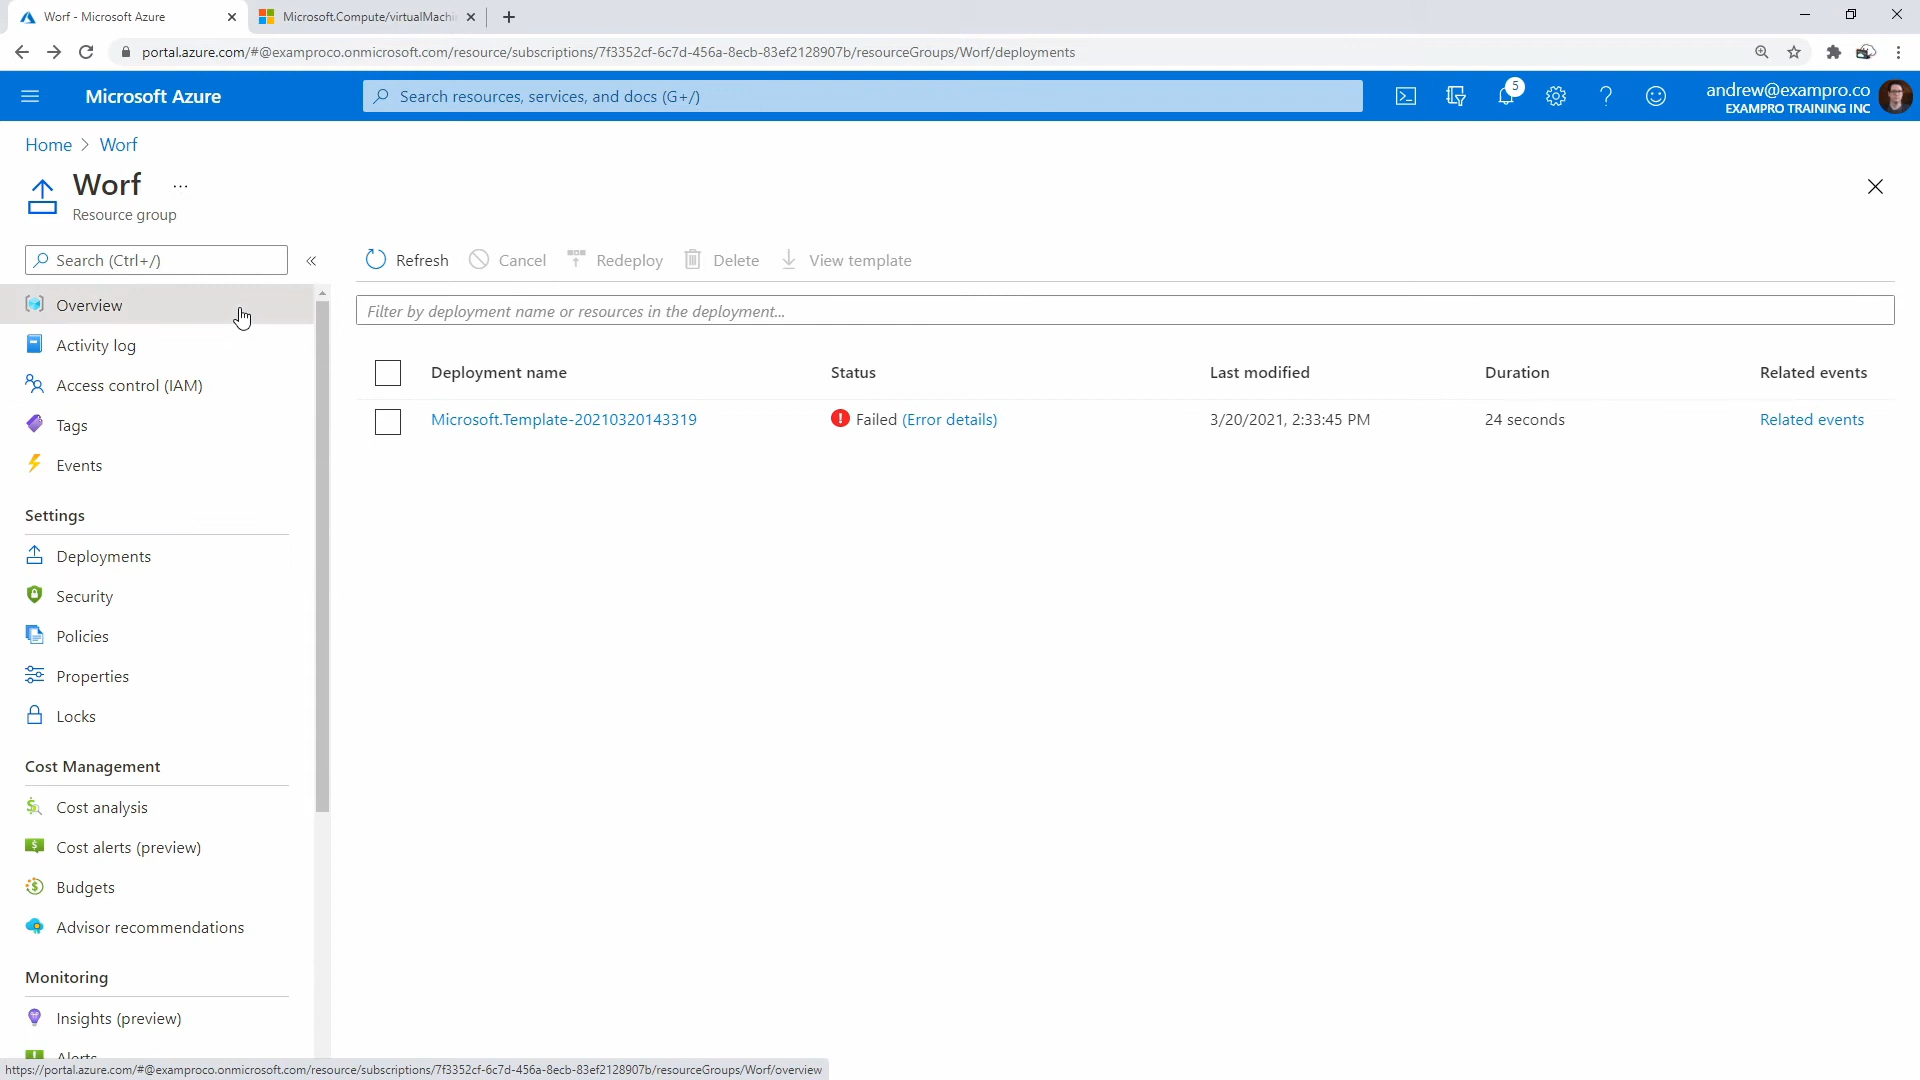 Worf - Microsoft Azure
Microsoft.Compute/virtualMachi
portal.azure.com/#@examproco.onmicrosoft.com/resource/subscriptions/7f3352cf-6c7d-456a-8ecb-83ef2128907b/resourceGroups/Worf/deployments
Microsoft Azure
Search resources, services, and docs (G+/)
5
andrew@exampro.co
EXAMPRO TRAINING INC
Home > Worf
Worf ...
Resource group
Search (Ctrl+/)
«
Refresh
Cancel
Redeploy
Delete
View template
Overview
Activity log
Access control (IAM)
Tags
Events
Settings
Deployments
Security
Policies
Properties
Locks
Cost Management
Cost analysis
Cost alerts (preview)
Budgets
Advisor recommendations
Monitoring
Insights (preview)
Alerts
Filter by deployment name or resources in the deployment...
Deployment name Status Last modified Duration Related events
Microsoft.Template-20210320143319 Failed (Error details) 3/20/2021, 2:33:45 PM 24 seconds Related events
https://portal.azure.com/#@examproco.onmicrosoft.com/resource/subscriptions/7f3352cf-6c7d-456a-8ecb-83ef2128907b/resourceGroups/Worf/overview